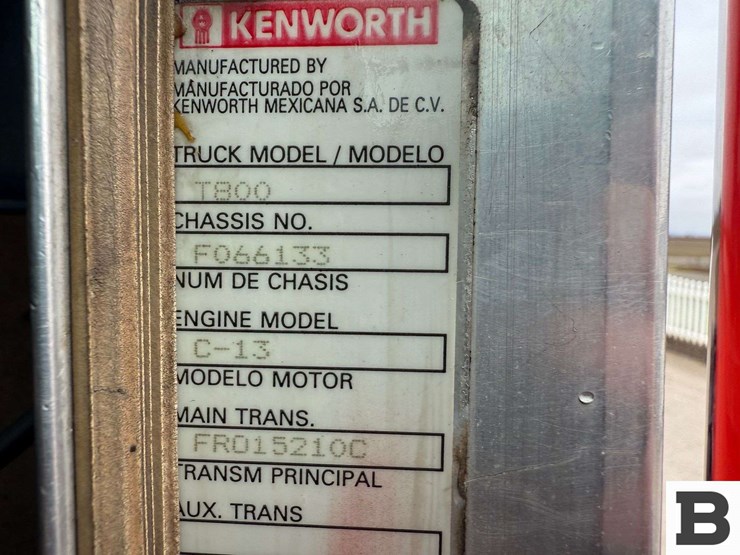 KENWORTH
MANUFACTURED BY
MANUFACTURADO POR
KENWORTH MEXICANA S.A. DE C.V.
TRUCK MODEL / MODELO
T800
CHASSIS NO.
F066133
NUM DE CHASIS
ENGINE MODEL
C-13
MODELO MOTOR
MAIN TRANS.
FRO15210C
TRANSM PRINCIPAL
AUX. TRANS
B